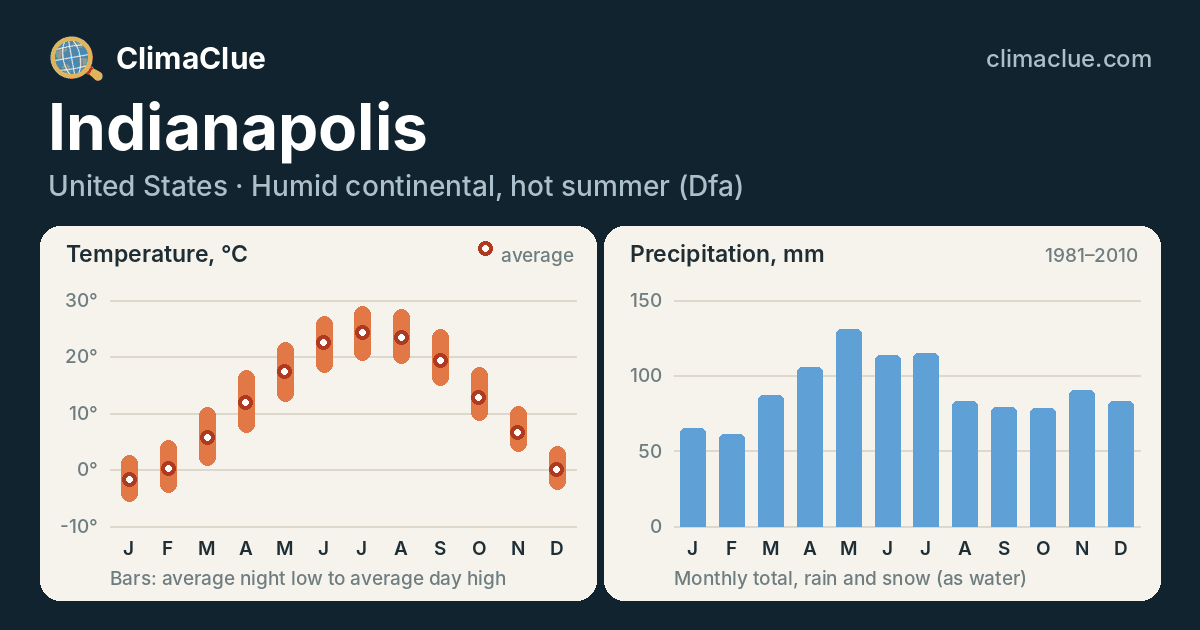 ClimaClue
climaclue.com
Indianapolis
United States · Humid continental, hot summer (Dfa)
Temperature, °C
average
30°
20°
10°
0°
-10°
J F M A M J J A S O N D
Bars: average night low to average day high
Precipitation, mm
1981–2010
150
100
50
0
J F M A M J J A S O N D
Monthly total, rain and snow (as water)